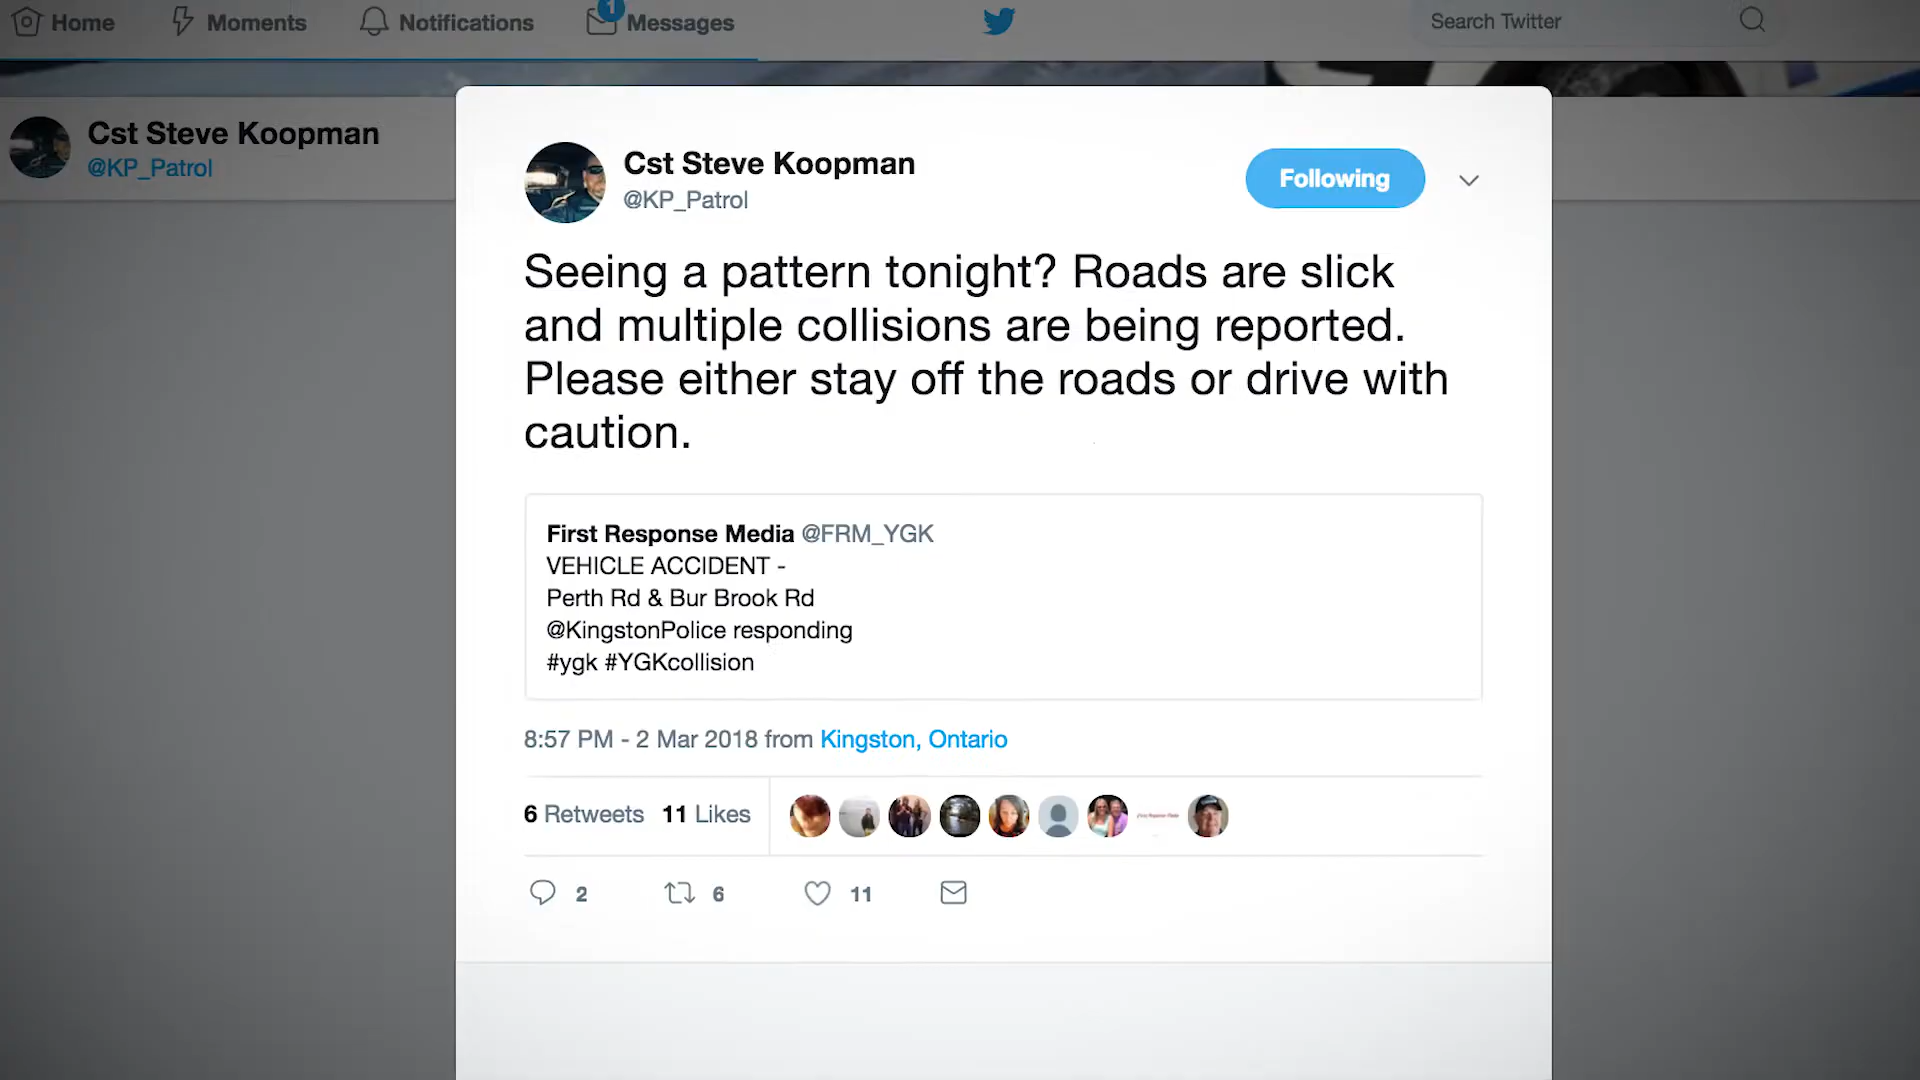 Home
Moments
Notifications
1
Messages
Search Twitter
Cst Steve Koopman
@KP_Patrol
Cst Steve Koopman
@KP_Patrol
Following
Seeing a pattern tonight? Roads are slick
and multiple collisions are being reported.
Please either stay off the roads or drive with
caution.
First Response Media @FRM_YGK
VEHICLE ACCIDENT -
Perth Rd & Bur Brook Rd
@KingstonPolice responding
#ygk #YGKcollision
8:57 PM - 2 Mar 2018 from Kingston, Ontario
6 Retweets 11 Likes
2
6
11